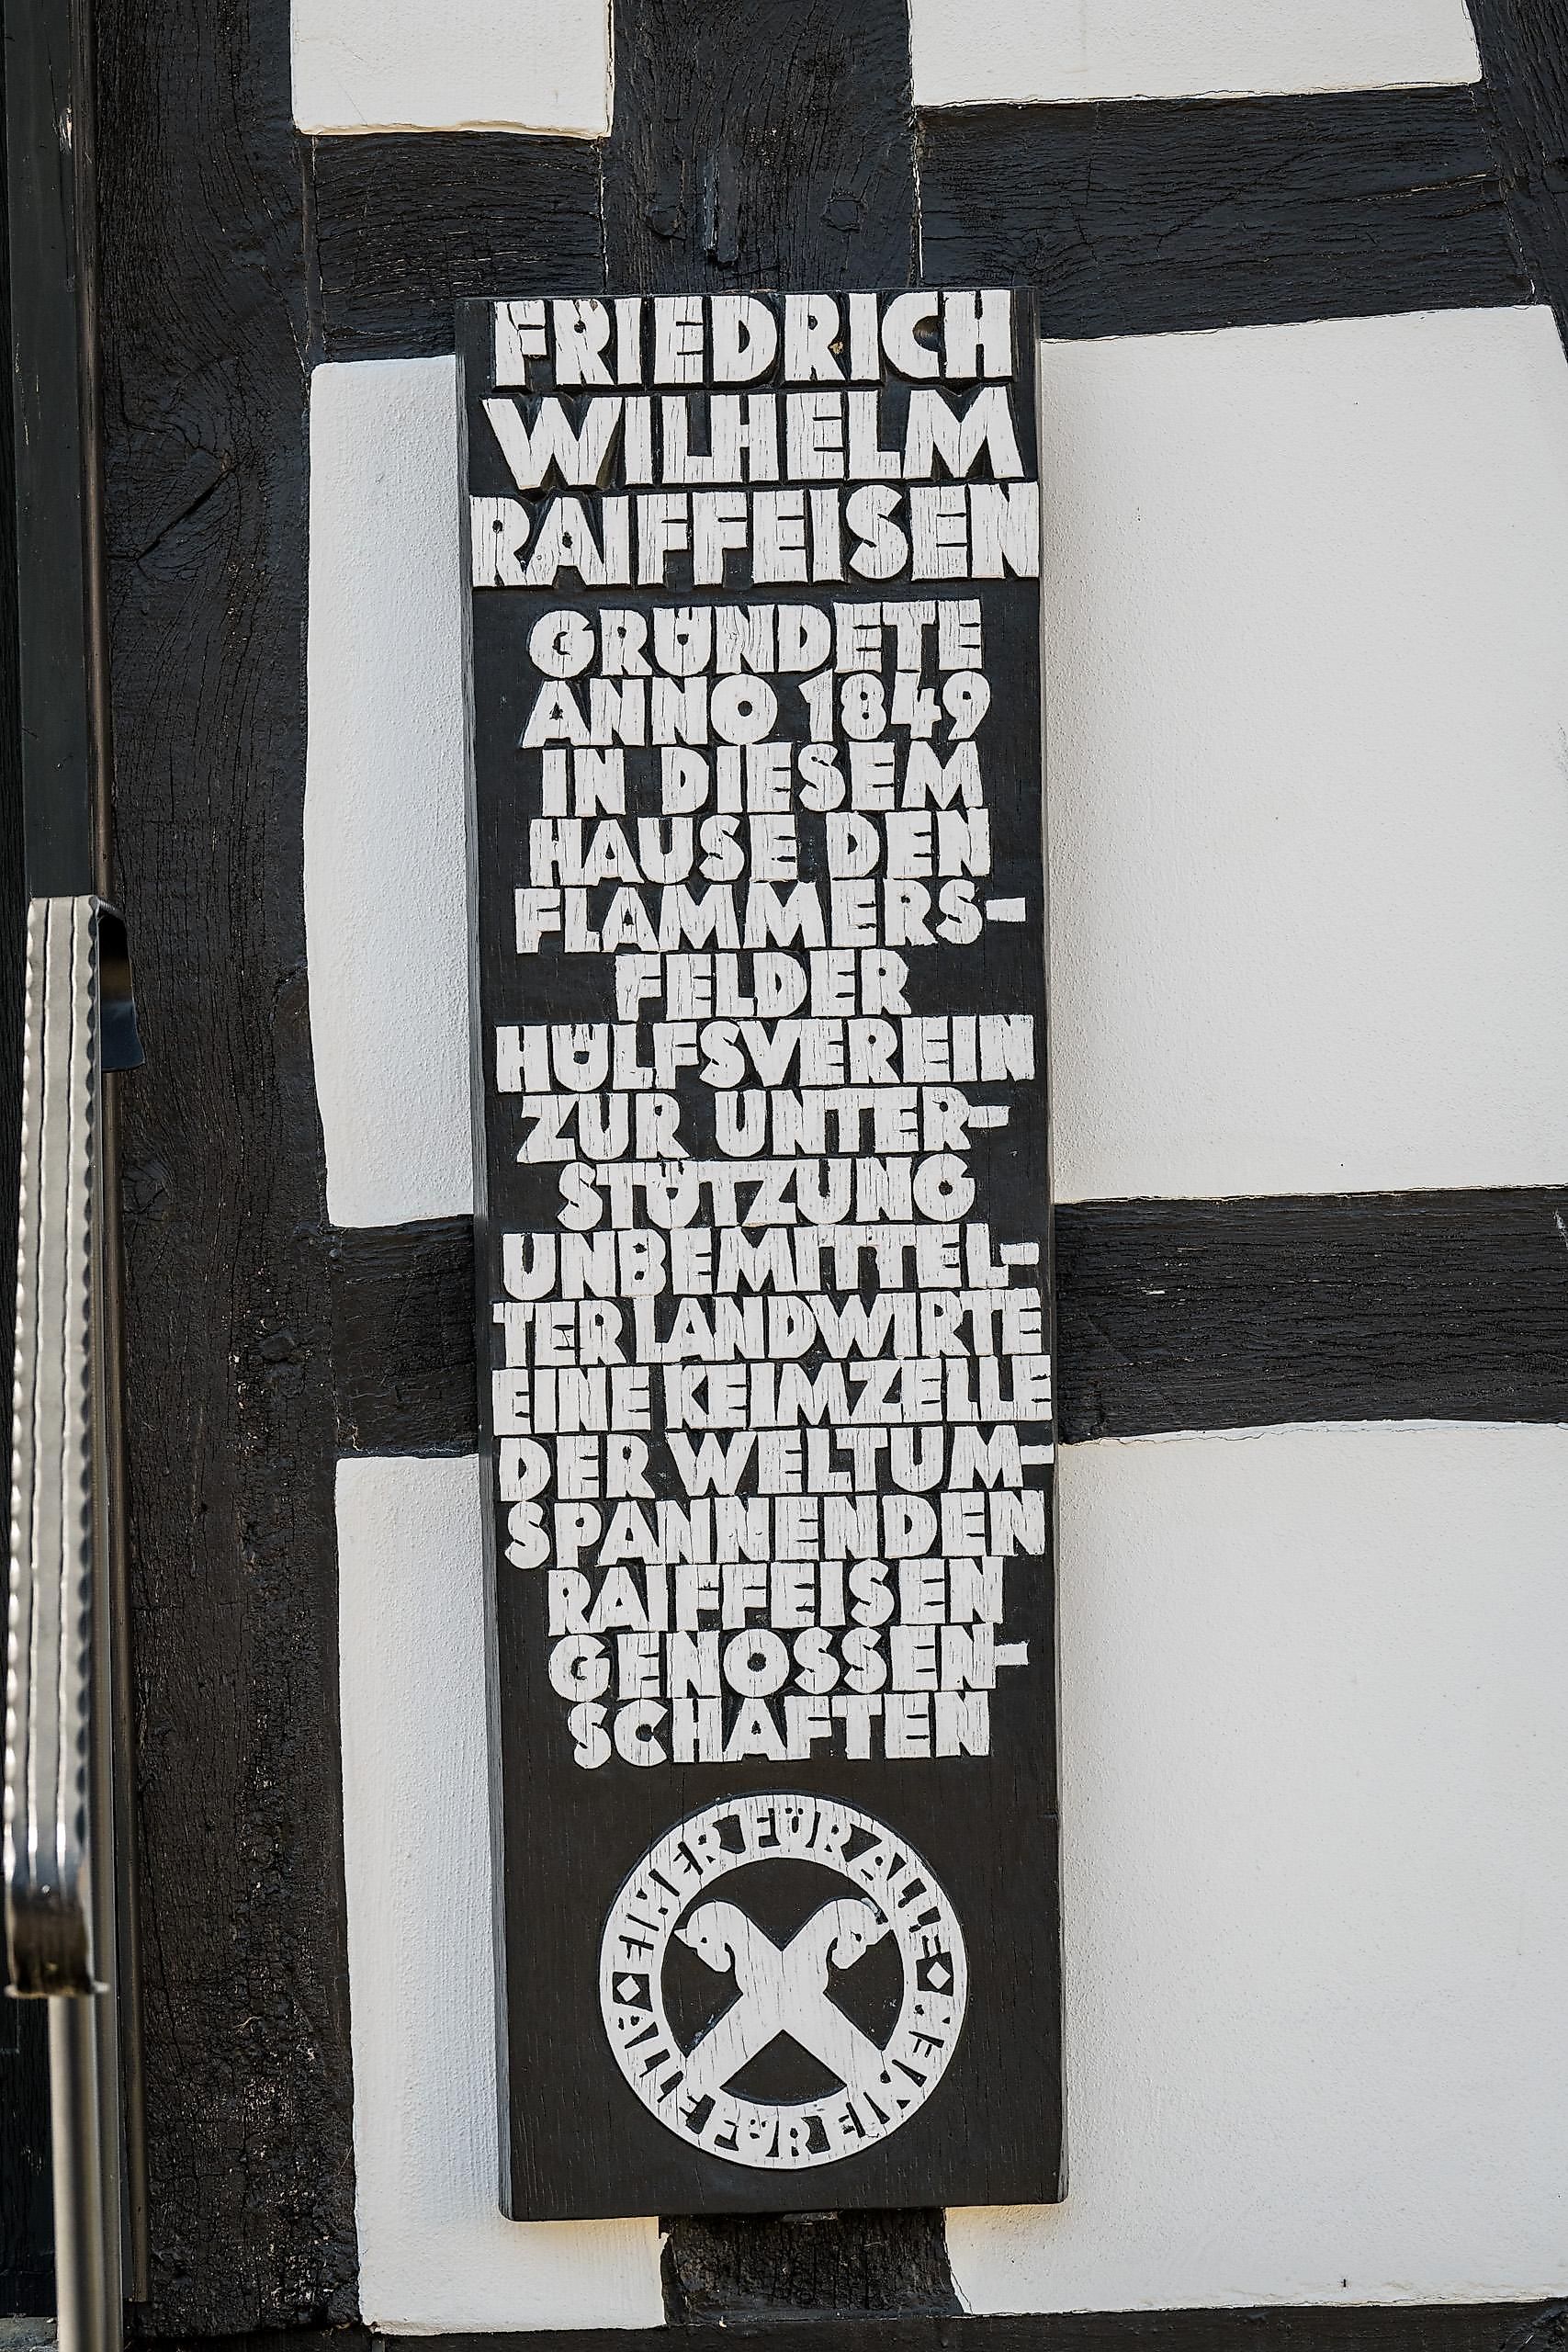 FRIEDRICH
WILHELM
RAIFFEISEN
GRÜNDETE
ANNO 1849
IN DIESEM
HAUSE DEN
FLAMMERS-
FELDER
HÜLFSVEREIN
ZUR UNTER-
STÜTZUNG
UNBEMITTEL-
TER LANDWIRTE
EINE KEIMZELLE
DER WELTUM-
SPANNENDEN
RAIFFEISEN
GENOSSEN-
SCHAFTEN
EINER FÜR ALLE
ALLE FÜR EINEN